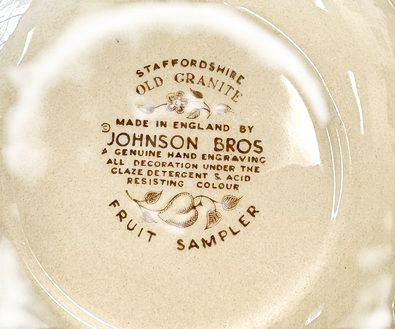 STAFFORDSHIRE
OLD GRANITE
© MADE IN ENGLAND BY
JOHNSON BROS
A GENUINE HAND ENGRAVING
ALL DECORATION UNDER THE
GLAZE DETERGENT & ACID
RESISTING COLOUR
FRUIT SAMPLER